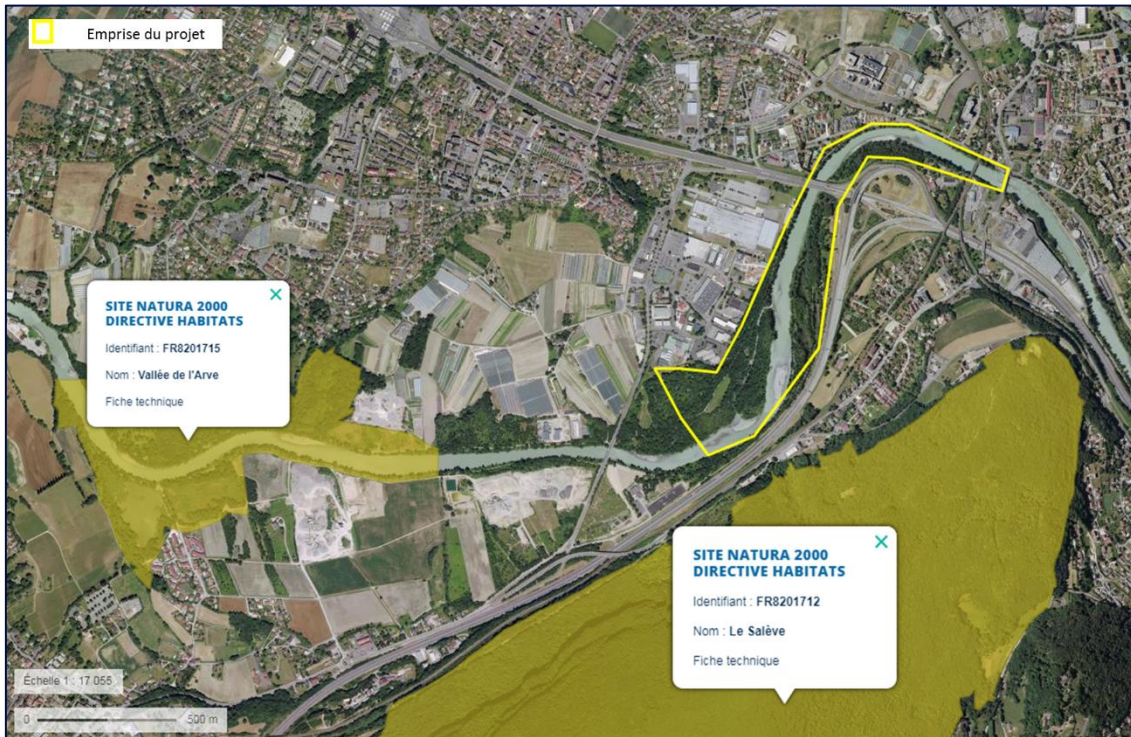 Emprise du projet
SITE NATURA 2000
DIRECTIVE HABITATS
Identifiant : FR8201715
Nom : Vallée de l'Arve
Fiche technique
SITE NATURA 2000
DIRECTIVE HABITATS
Identifiant : FR8201712
Nom : Le Salève
Fiche technique
Échelle 1 : 17 055
0 500 m